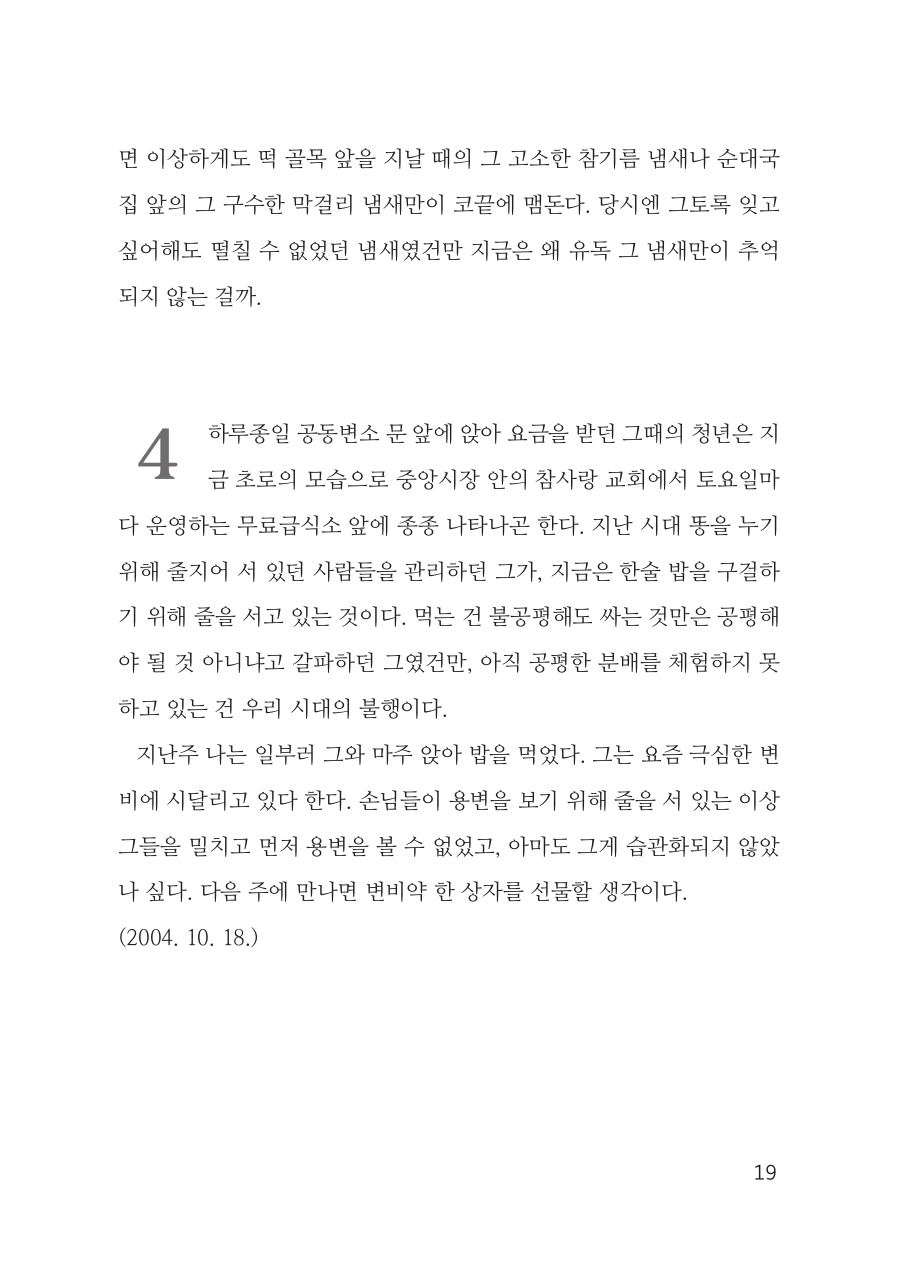 면 이상하게도 떡 골목 앞을 지날 때의 그 고소한 참기름 냄새나 순대국
집 앞의 그 구수한 막걸리 냄새만이 코끝에 맴돈다. 당시엔 그토록 잊고
싶어해도 떨칠 수 없었던 냄새였건만 지금은 왜 유독 그 냄새만이 추억
되지 않는 걸까.
4
하루종일 공동변소 문 앞에 앉아 요금을 받던 그때의 청년은 지
금 초로의 모습으로 중앙시장 안의 참사랑 교회에서 토요일마
다 운영하는 무료급식소 앞에 종종 나타나곤 한다. 지난 시대 똥을 누기
위해 줄지어 서 있던 사람들을 관리하던 그가, 지금은 한술 밥을 구걸하
기 위해 줄을 서고 있는 것이다. 먹는 건 불공평해도 싸는 것만은 공평해
야 될 것 아니냐고 갈파하던 그였건만, 아직 공평한 분배를 체험하지 못
하고 있는 건 우리 시대의 불행이다.
지난주 나는 일부러 그와 마주 앉아 밥을 먹었다. 그는 요즘 극심한 변
비에 시달리고 있다 한다. 손님들이 용변을 보기 위해 줄을 서 있는 이상
그들을 밀치고 먼저 용변을 볼 수 없었고, 아마도 그게 습관화되지 않았
나 싶다. 다음 주에 만나면 변비약 한 상자를 선물할 생각이다.
(2004. 10. 18.)
19